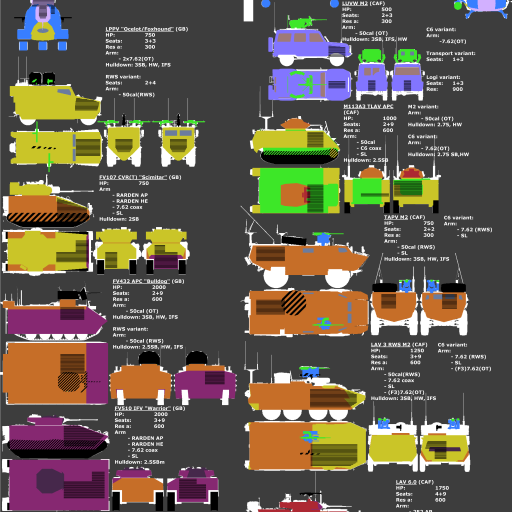 LPPV "Ocelot/Foxhound" (GB)
HP: 750
Seats: 3+3
Res a: 300
Arm:
- 2x7.62(OT)
Hulldown: 3SB, HW, IFS
RWS variant:
Seats: 2+4
Arm:
- 50cal(RWS)
FV107 CVR(T) "Scimitar" (GB)
HP: 750
Arm
- RARDEN AP
- RARDEN HE
- 7.62 coax
- SL
Hulldown: 2SB
FV432 APC "Bulldog" (GB)
HP: 2000
Seats: 2+9
Res a: 600
Arm:
- 50cal (OT)
Hulldown: 3SB, HW, IFS
RWS variant:
- 50cal (RWS)
Hulldown: 2.5SB, HW, IFS
FV510 IFV "Warrior" (GB)
HP: 2000
Seats: 3+9
Res a: 600
Arm:
- RARDEN AP
- RARDEN HE
- 7.62 coax
- SL
Hulldown: 2.5SBm
LUVW M2 (CAF)
HP: 500
Seats: 2+3
Res a: 300
Arm:
- 50cal (OT)
Hulldown: 3SB, IFS, HW
C6 variant:
Arm:
-7.62(OT)
Transport variant:
Seats: 1+3
Logi variant:
Seats: 1+3
Res: 900
M113A3 TLAV APC
(CAF)
HP: 1000
Seats: 2+9
Res a: 600
Arm:
- 50cal
- C6 coax
- SL
Hulldown: 2.5SB
M2 variant:
Arm:
- 50cal (OT)
Hulldown: 2.75, HW
C6 variant:
Arm:
- 7.62(OT)
Hulldown: 2.75 SB,HW
TAPV M2 (CAF)
HP: 750
Seats: 2+2
Res a: 300
Arm:
- 50cal (RWS)
- SL
Hulldown: 3SB, HW, IFS
C6 variant:
Arm:
- 7.62 (RWS)
- SL
LAV 3 RWS M2 (CAF)
HP: 1250
Seats: 3+9
Res a: 600
Arm:
- 50cal(RWS)
- 7.62 coax
- SL
- (F3)7.62(OT)
Hulldown: 3SB, HW, IFS
C6 variant:
Arm:
- 7.62 (RWS)
- SL
- (F3)7.62(OT)
LAV 6.0 (CAF)
HP: 1750
Seats: 4+9
Res a: 600
Arm: